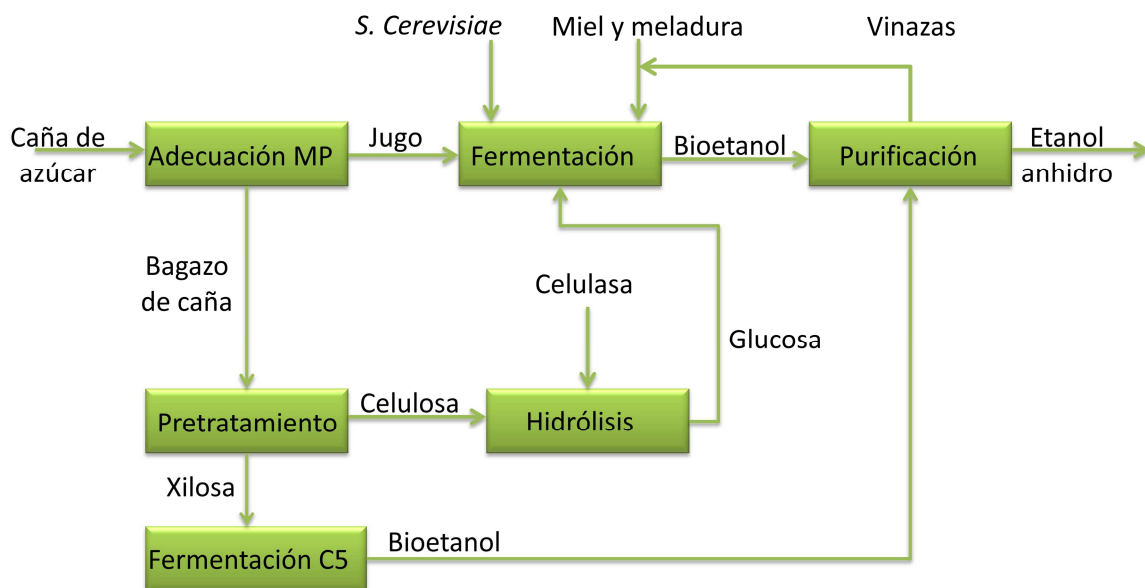 S. Cerevisiae
Miel y meladura
Vinazas
Caña de
azúcar
Adecuación MP
Jugo
Fermentación
Bioetanol
Purificación
Etanol
anhidro
Bagazo
de caña
Celulasa
Glucosa
Pretratamiento
Celulosa
Hidrólisis
Xilosa
Fermentación C5
Bioetanol